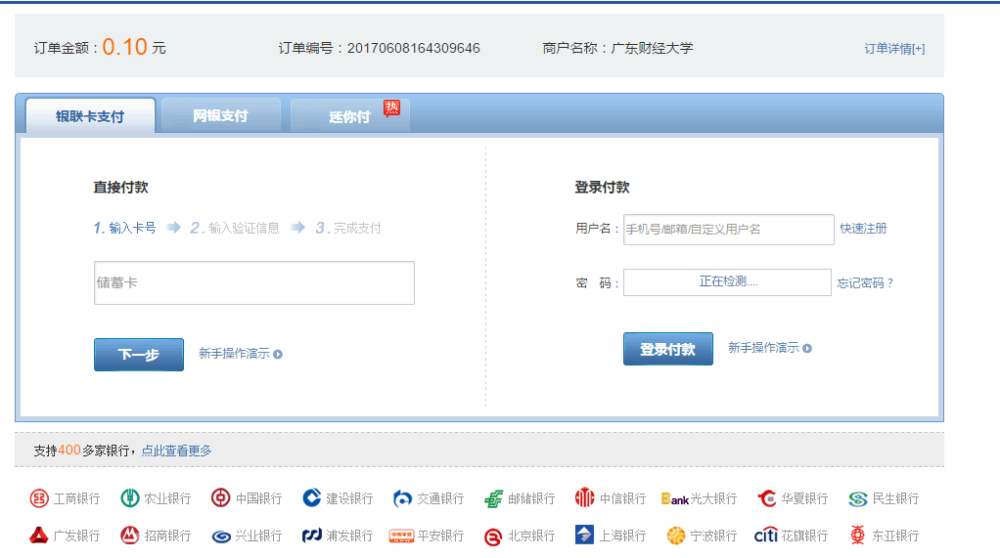 订单金额：0.10 元 订单编号：20170608164309646 商户名称：广东财经大学 订单详情[+]
银联卡支付 网银支付 迷你付 热
直接付款
1. 输入卡号 2. 输入验证信息 3. 完成支付
储蓄卡
下一步 新手操作演示
登录付款
用户名： 手机号/邮箱/自定义用户名 快速注册
密 码： 正在检测.... 忘记密码？
登录付款 新手操作演示
支持400多家银行，点此查看更多
工商银行 农业银行 中国银行 建设银行 交通银行 邮储银行 中信银行 Bank光大银行 华夏银行 民生银行
广发银行 招商银行 兴业银行 浦发银行 平安银行 北京银行 上海银行 宁波银行 citi花旗银行 东亚银行